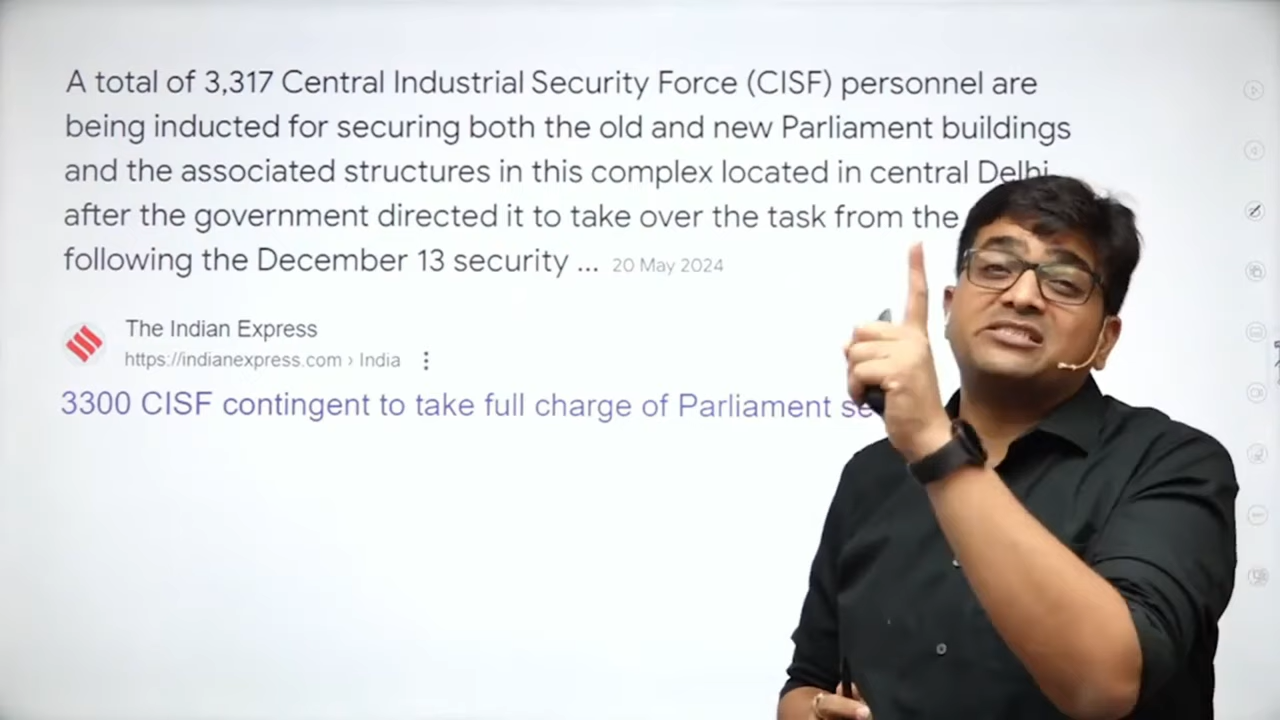 A total of 3,317 Central Industrial Security Force (CISF) personnel are
being inducted for securing both the old and new Parliament buildings
and the associated structures in this complex located in central Delhi
after the government directed it to take over the task from the
following the December 13 security ... 20 May 2024
The Indian Express
https://indianexpress.com › India
3300 CISF contingent to take full charge of Parliament